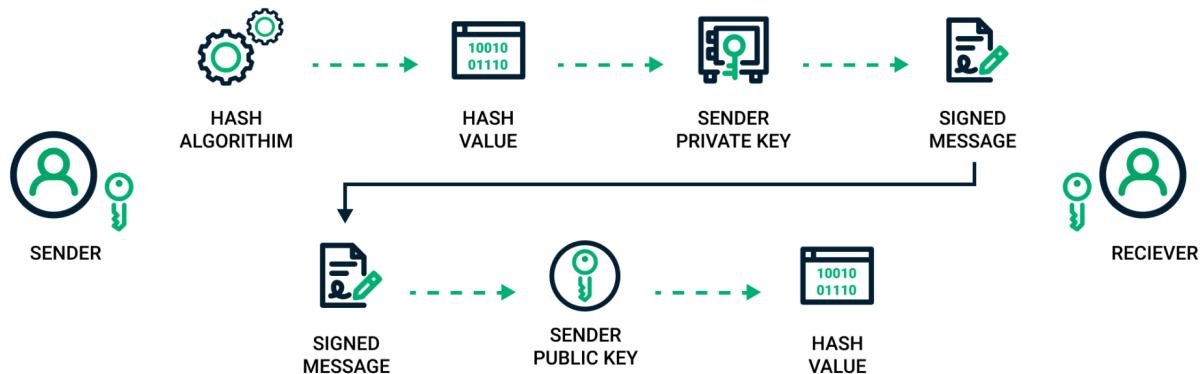 10010
01110
HASH
ALGORITHIM
HASH
VALUE
SENDER
PRIVATE KEY
SIGNED
MESSAGE
SENDER
RECIEVER
10010
01110
SIGNED
MESSAGE
SENDER
PUBLIC KEY
HASH
VALUE